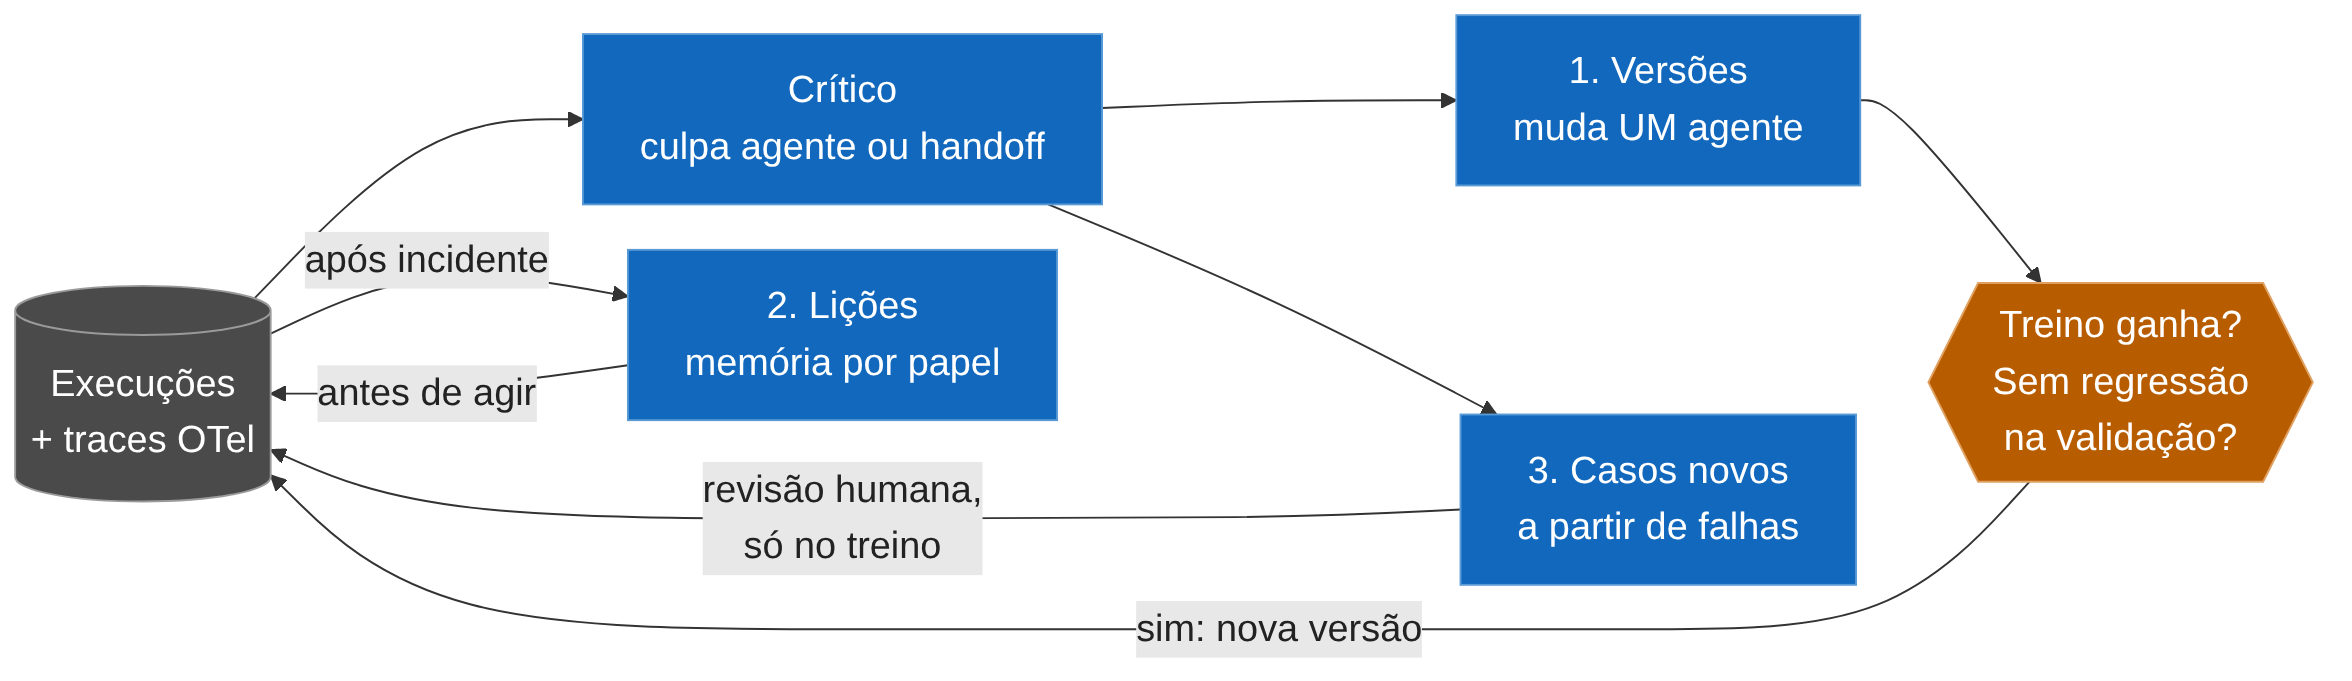 Crítico
culpa agente ou handoff
1. Versões
muda UM agente
após incidente
2. Lições
memória por papel
antes de agir
Execuções
+ traces OTel
Treino ganha?
Sem regressão
na validação?
3. Casos novos
a partir de falhas
revisão humana,
só no treino
sim: nova versão